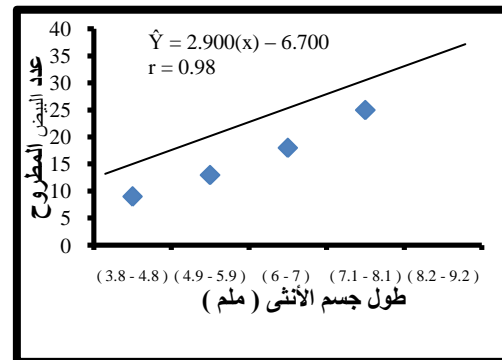 Ŷ = 2.900(x) – 6.700
r = 0.98
40
35
30
25
20
15
10
5
0
عدد البيض المطروح
( 3.8 - 4.8 ) ( 4.9 - 5.9 ) ( 6 - 7 ) ( 7.1 - 8.1 ) ( 8.2 - 9.2 )
طول جسم الأنثى ( ملم )